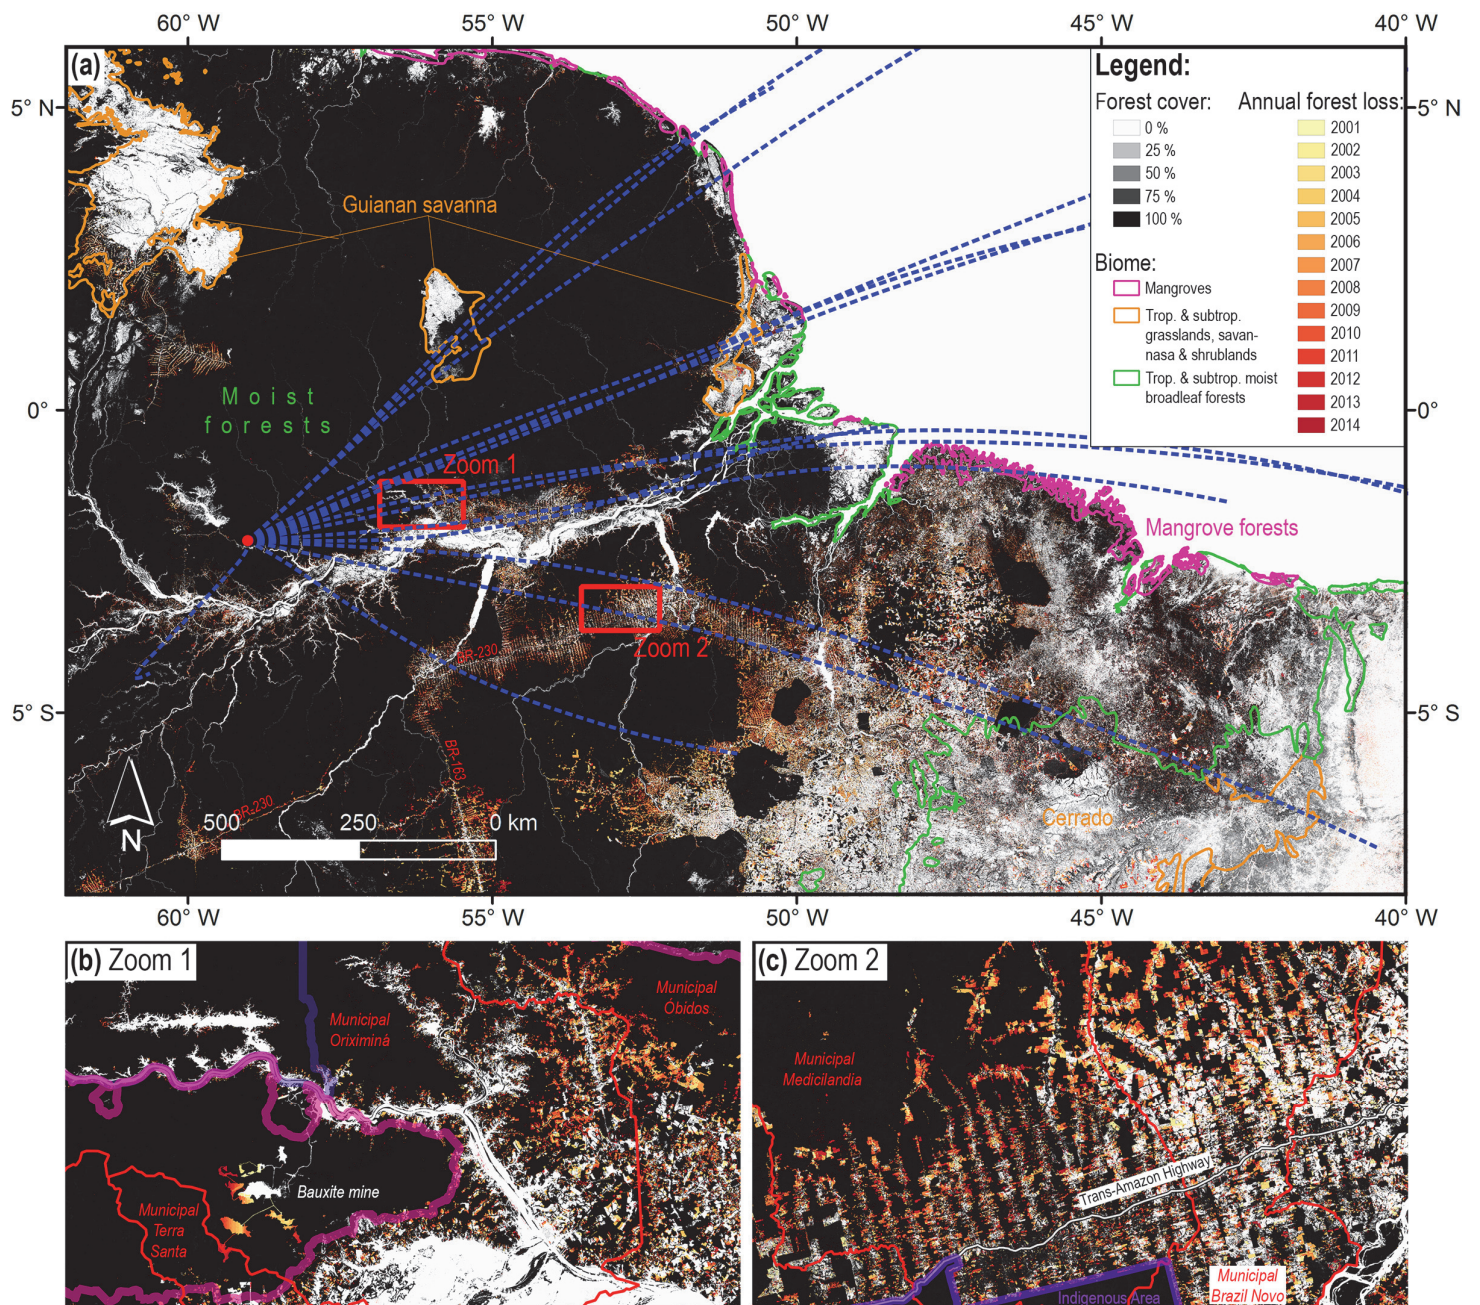 60° W
55° W
50° W
45° W
40° W
(a)
5° N
5° N
Legend:
Forest cover:
0 %
25 %
50 %
75 %
100 %
Annual forest loss:
2001
2002
2003
2004
2005
2006
2007
2008
2009
2010
2011
2012
2013
2014
Biome:
Mangroves
Trop. & subtrop.
grasslands, savan-
nasa & shrublands
Trop. & subtrop. moist
broadleaf forests
Guianan savanna
Moist
forests
0°
0°
Zoom 1
Mangrove forests
Zoom 2
BR-230
5° S
5° S
BR-163
BR-230
Cerrado
N
500
250
0 km
60° W
55° W
50° W
45° W
40° W
(b) Zoom 1
Municipal
Oriximiná
Municipal
Óbidos
Bauxite mine
Municipal
Terra
Santa
(c) Zoom 2
Municipal
Medicilandia
Trans-Amazon Highway
Indigenous Area
Municipal
Brazil Novo